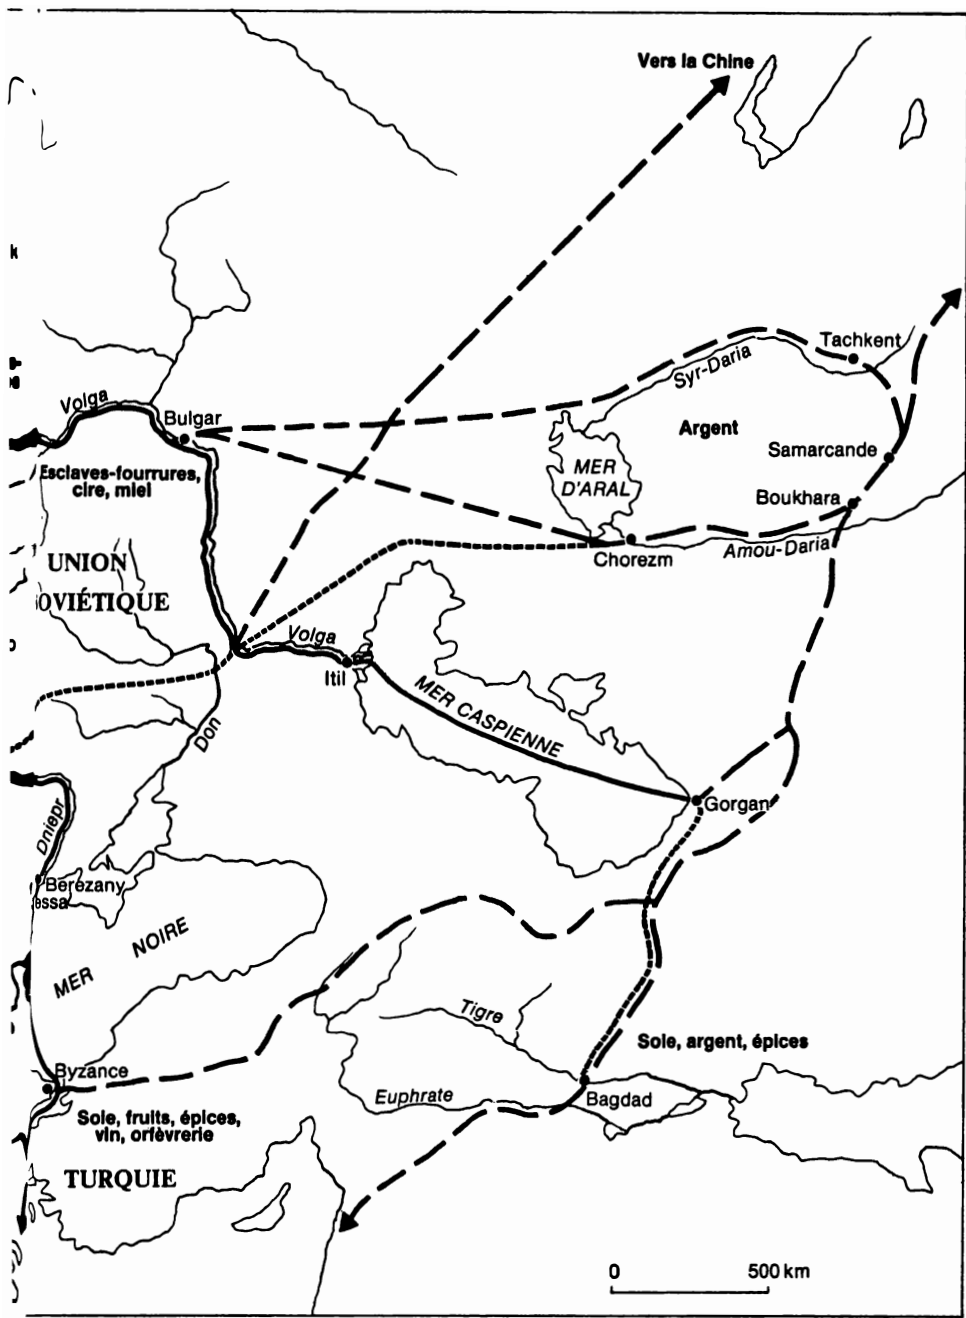 Vers la Chine
Tachkent
Syr-Daria
Volga
Bulgar
Argent
Samarcande
MER
D'ARAL
Esclaves-fourrures,
cire, miel
Boukhara
Amou-Daria
Chorezm
UNION
OVIÉTIQUE
Volga
Itil
MER CASPIENNE
Don
Gorgan
Dniepr
Berezany
essa
MER NOIRE
Tigre
Soie, argent, épices
Byzance
Euphrate
Bagdad
Soie, fruits, épices,
vin, orfèvrerie
TURQUIE
0 500 km